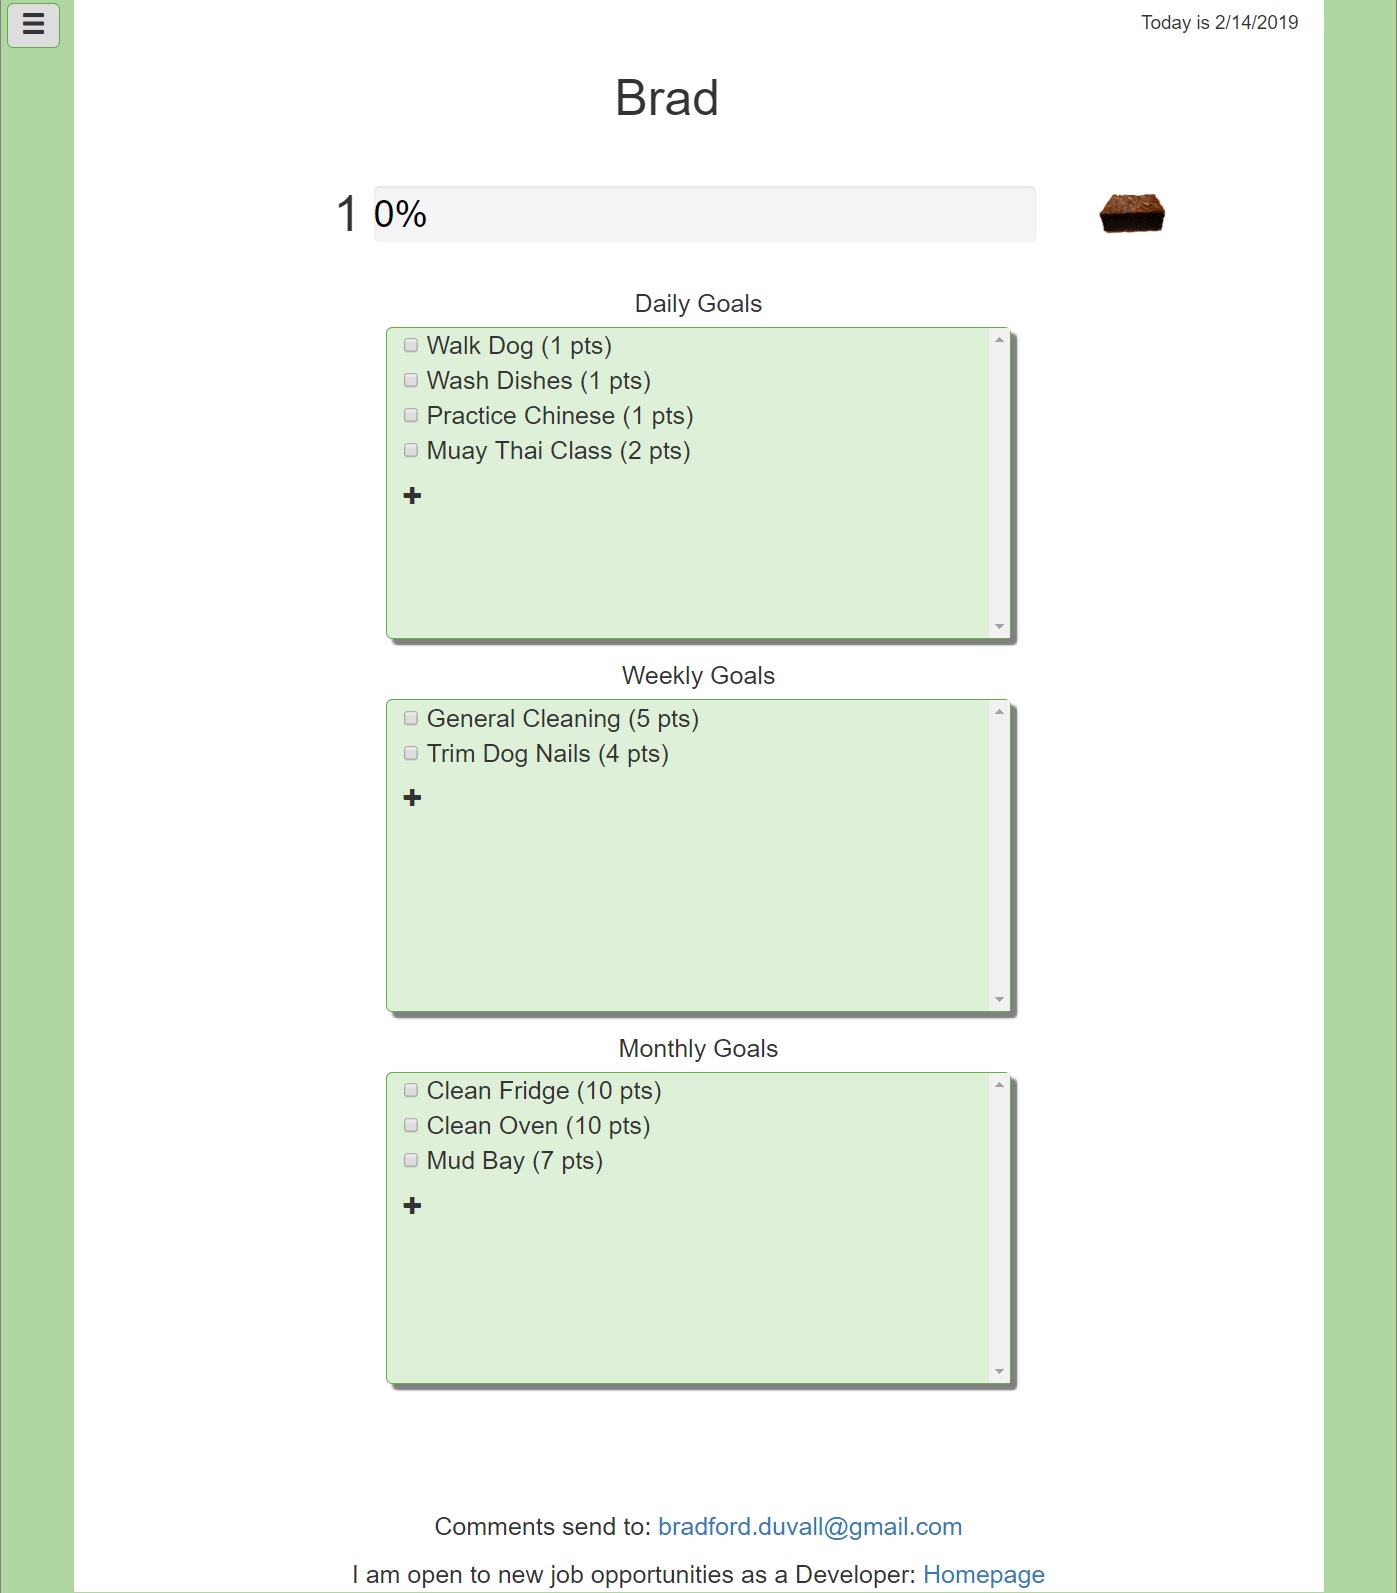 Today is 2/14/2019
Brad
1 0%
Daily Goals
Walk Dog (1 pts)
Wash Dishes (1 pts)
Practice Chinese (1 pts)
Muay Thai Class (2 pts)
Weekly Goals
General Cleaning (5 pts)
Trim Dog Nails (4 pts)
Monthly Goals
Clean Fridge (10 pts)
Clean Oven (10 pts)
Mud Bay (7 pts)
Comments send to: bradford.duvall@gmail.com
I am open to new job opportunities as a Developer: Homepage